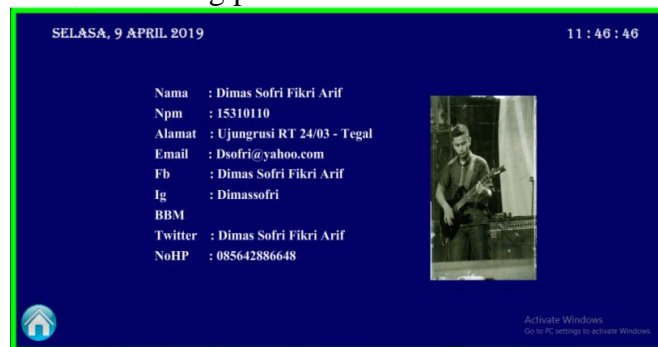 SELASA, 9 APRIL 2019
11 : 46 : 46
Nama : Dimas Sofri Fikri Arif
Npm : 15310110
Alamat : Ujungrusi RT 24/03 - Tegal
Email : Dsofri@yahoo.com
Fb : Dimas Sofri Fikri Arif
Ig : Dimassofri
BBM
Twitter : Dimas Sofri Fikri Arif
NoHP : 085642886648
Activate Windows
Go to PC settings to activate Windows.